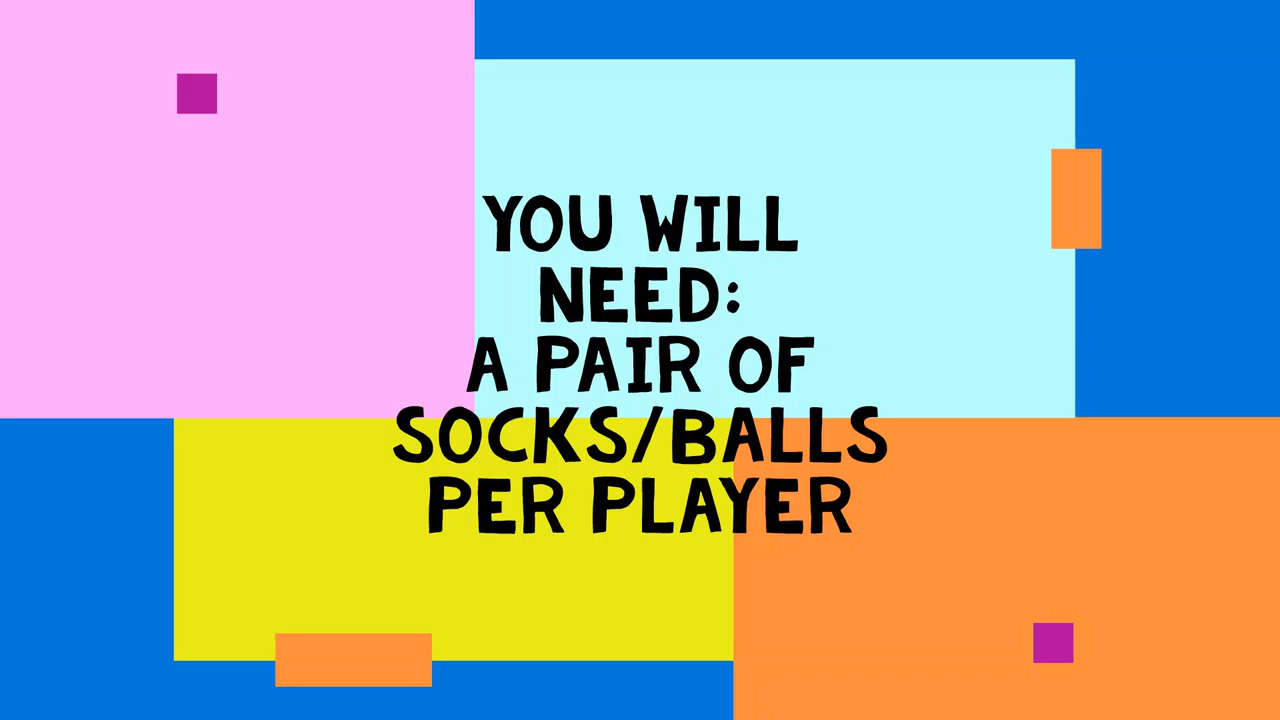 YOU WILL
NEED:
A PAIR OF
SOCKS/BALLS
PER PLAYER